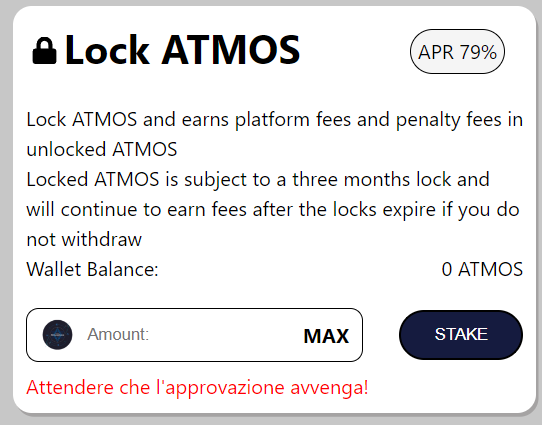 Lock ATMOS
APR 79%
Lock ATMOS and earns platform fees and penalty fees in
unlocked ATMOS
Locked ATMOS is subject to a three months lock and
will continue to earn fees after the locks expire if you do
not withdraw
Wallet Balance: 0 ATMOS
Amount: MAX
STAKE
Attendere che l'approvazione avvenga!